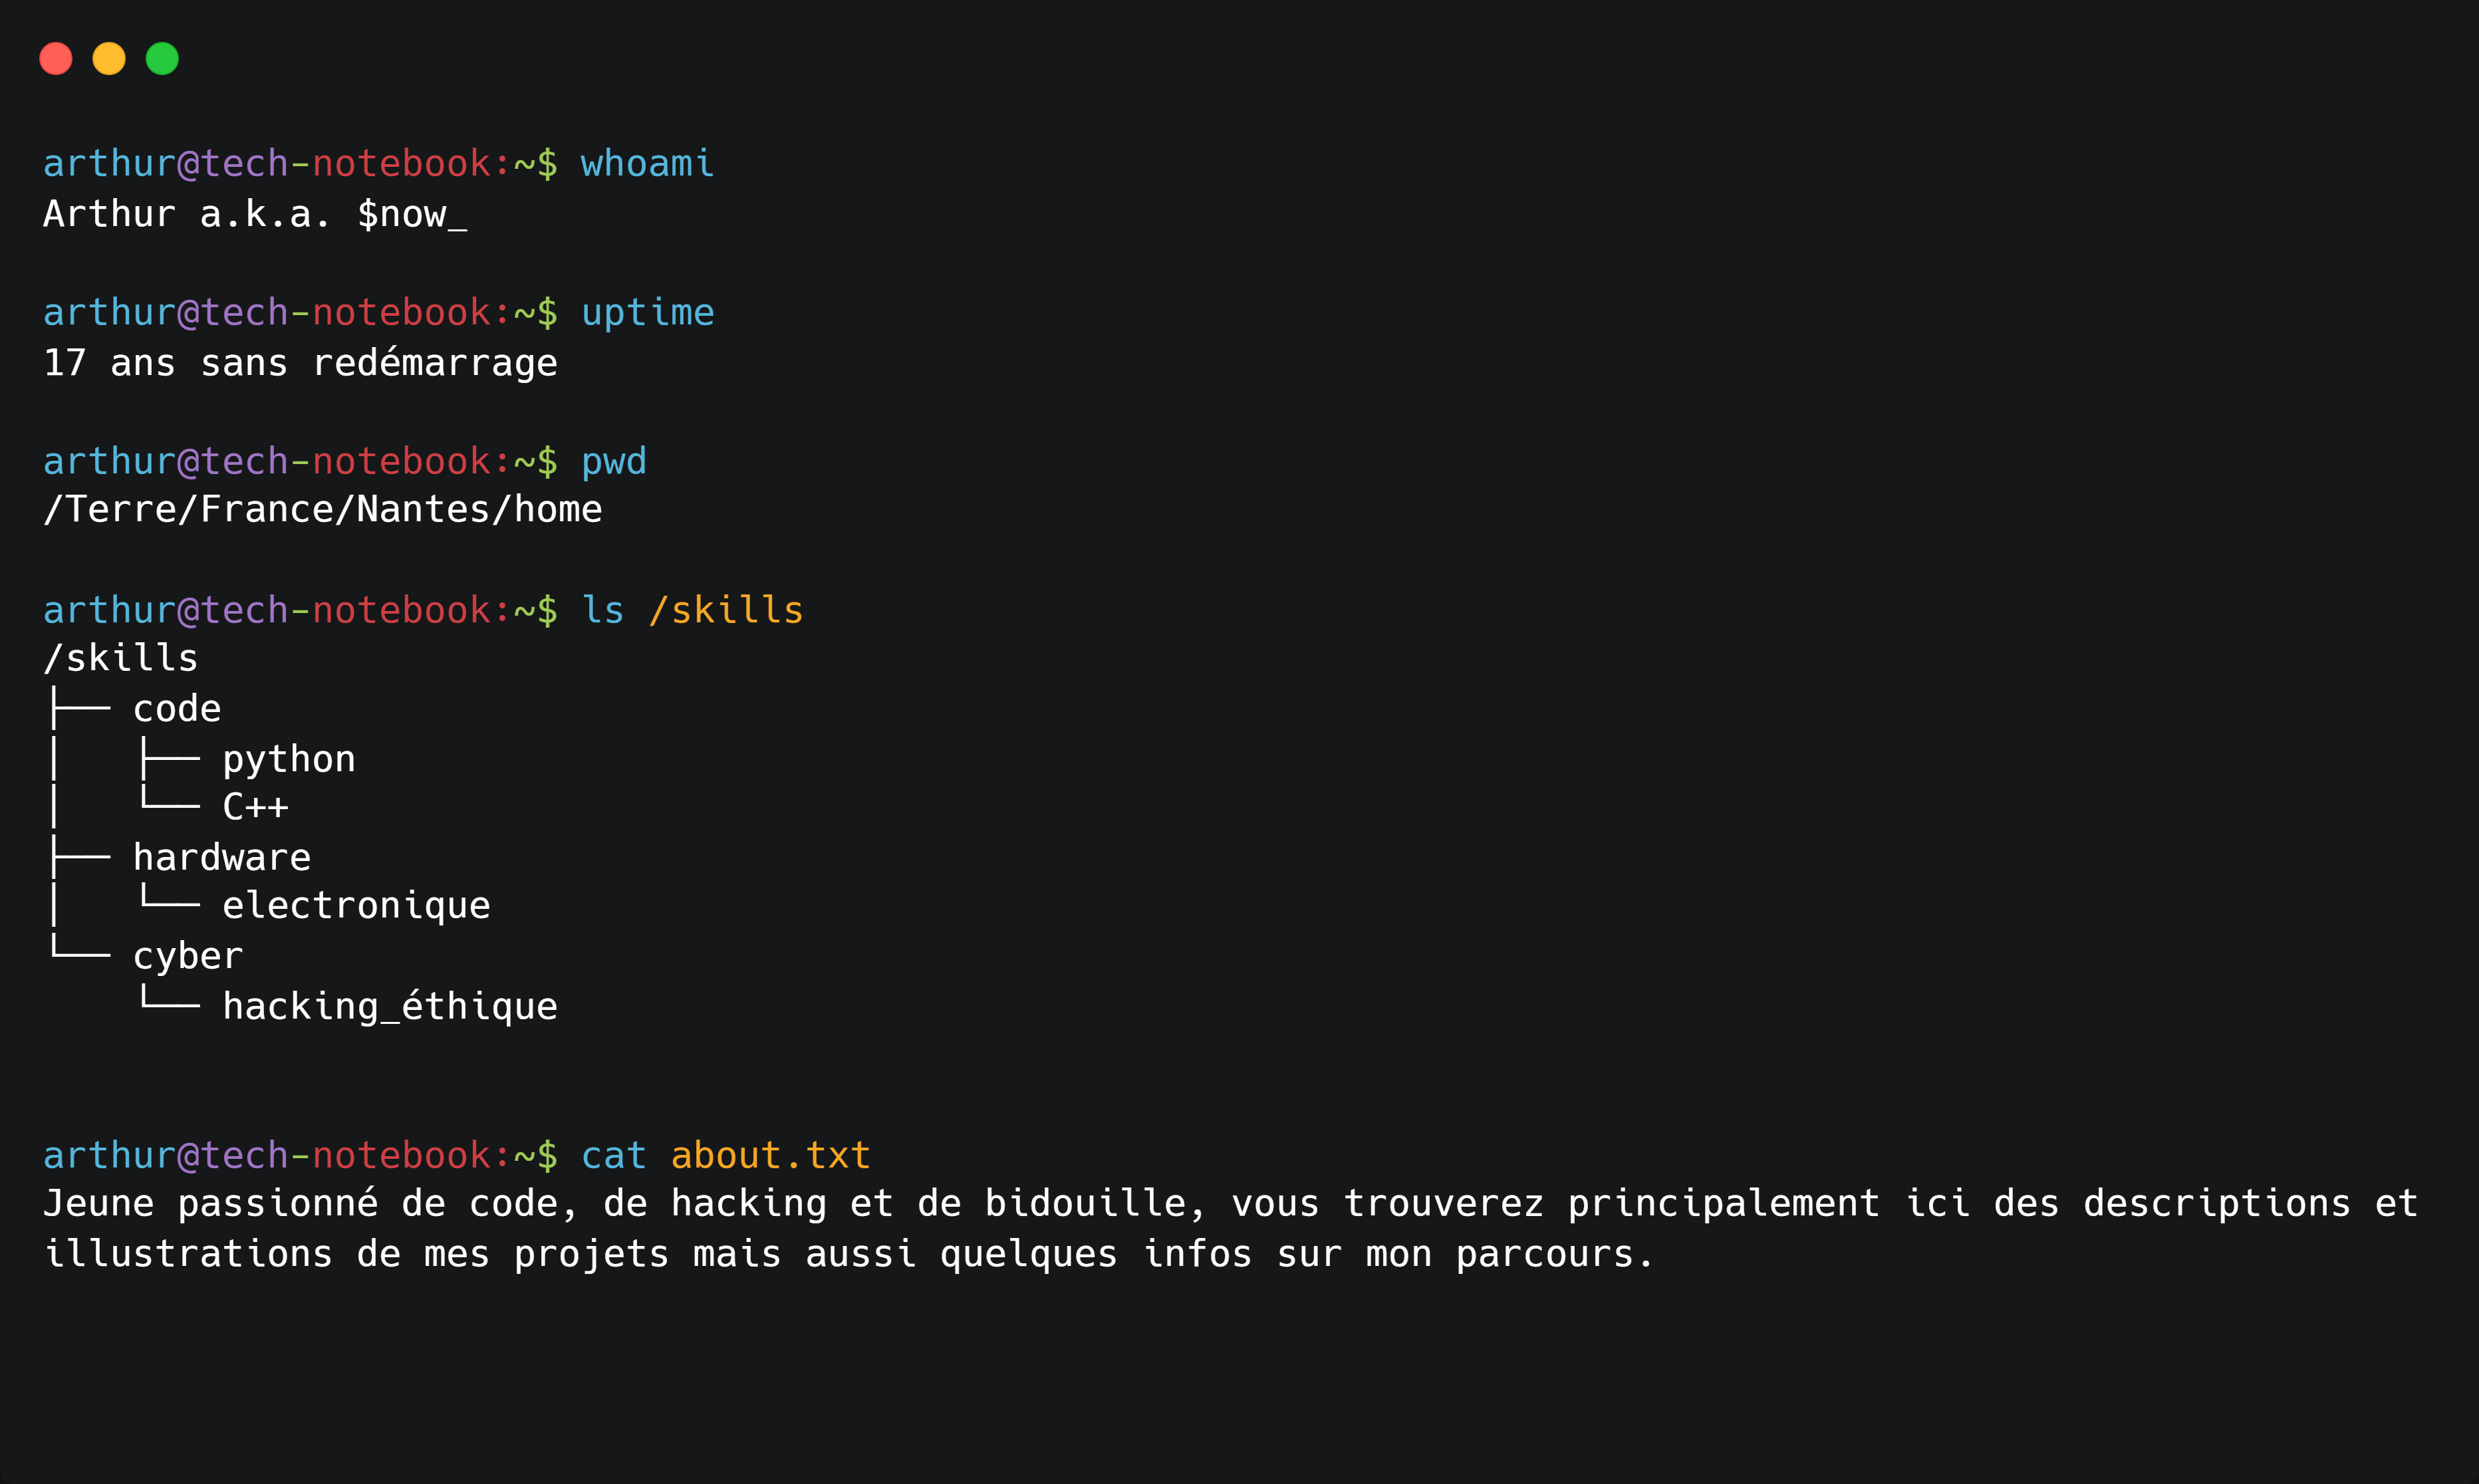 arthur@tech-notebook:~$ whoami
Arthur a.k.a. $now_
arthur@tech-notebook:~$ uptime
17 ans sans redémarrage
arthur@tech-notebook:~$ pwd
/Terre/France/Nantes/home
arthur@tech-notebook:~$ ls /skills
/skills
├── code
│   ├── python
│   └── C++
├── hardware
│   └── electronique
└── cyber
    └── hacking_éthique
arthur@tech-notebook:~$ cat about.txt
Jeune passionné de code, de hacking et de bidouille, vous trouverez principalement ici des descriptions et
illustrations de mes projets mais aussi quelques infos sur mon parcours.